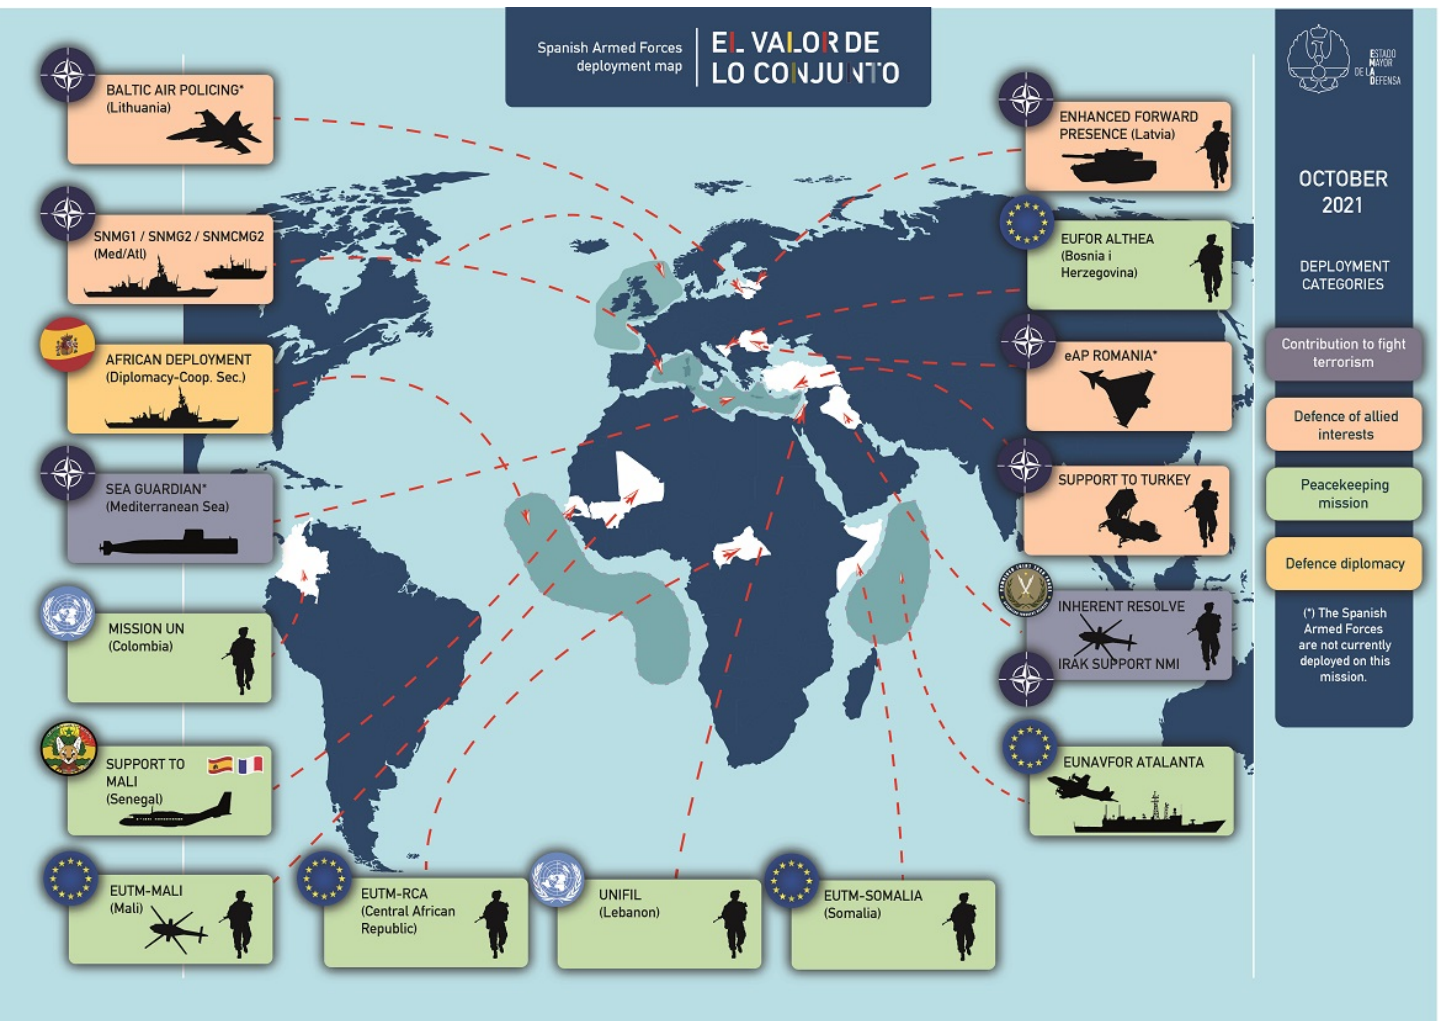 Spanish Armed Forces
deployment map
EL VALOR DE
LO CONJUNTO
BALTIC AIR POLICING*
(Lithuania)
SNMG1 / SNMG2 / SNMCMG2
(Med/Atl)
AFRICAN DEPLOYMENT
(Diplomacy-Coop. Sec.)
SEA GUARDIAN*
(Mediterranean Sea)
MISSION UN
(Colombia)
SUPPORT TO
MALI
(Senegal)
EUTM-MALI
(Mali)
EUTM-RCA
(Central African
Republic)
UNIFIL
(Lebanon)
EUTM-SOMALIA
(Somalia)
ENHANCED FORWARD
PRESENCE (Latvia)
EUFOR ALTHEA
(Bosnia i
Herzegovina)
eAP ROMANIA*
SUPPORT TO TURKEY
INHERENT RESOLVE
IRAK SUPPORT NMI
EUNAVFOR ATALANTA
ESTADO
MAYOR
DE LA DEFENSA
OCTOBER
2021
DEPLOYMENT
CATEGORIES
Contribution to fight
terrorism
Defence of allied
interests
Peacekeeping
mission
Defence diplomacy
(*) The Spanish
Armed Forces
are not currently
deployed on this
mission.